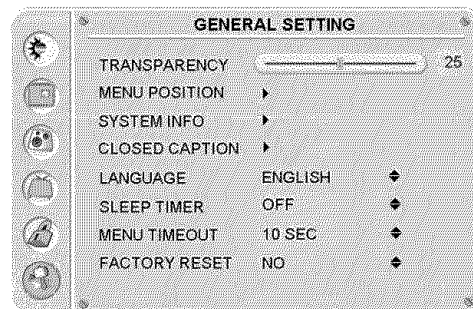 GENERAL SETTING
TRANSPARENCY 25
MENU POSITION
SYSTEM INFO
CLOSED CAPTION
LANGUAGE ENGLISH
SLEEP TIMER OFF
MENU TIMEOUT 10 SEC
FACTORY RESET NO